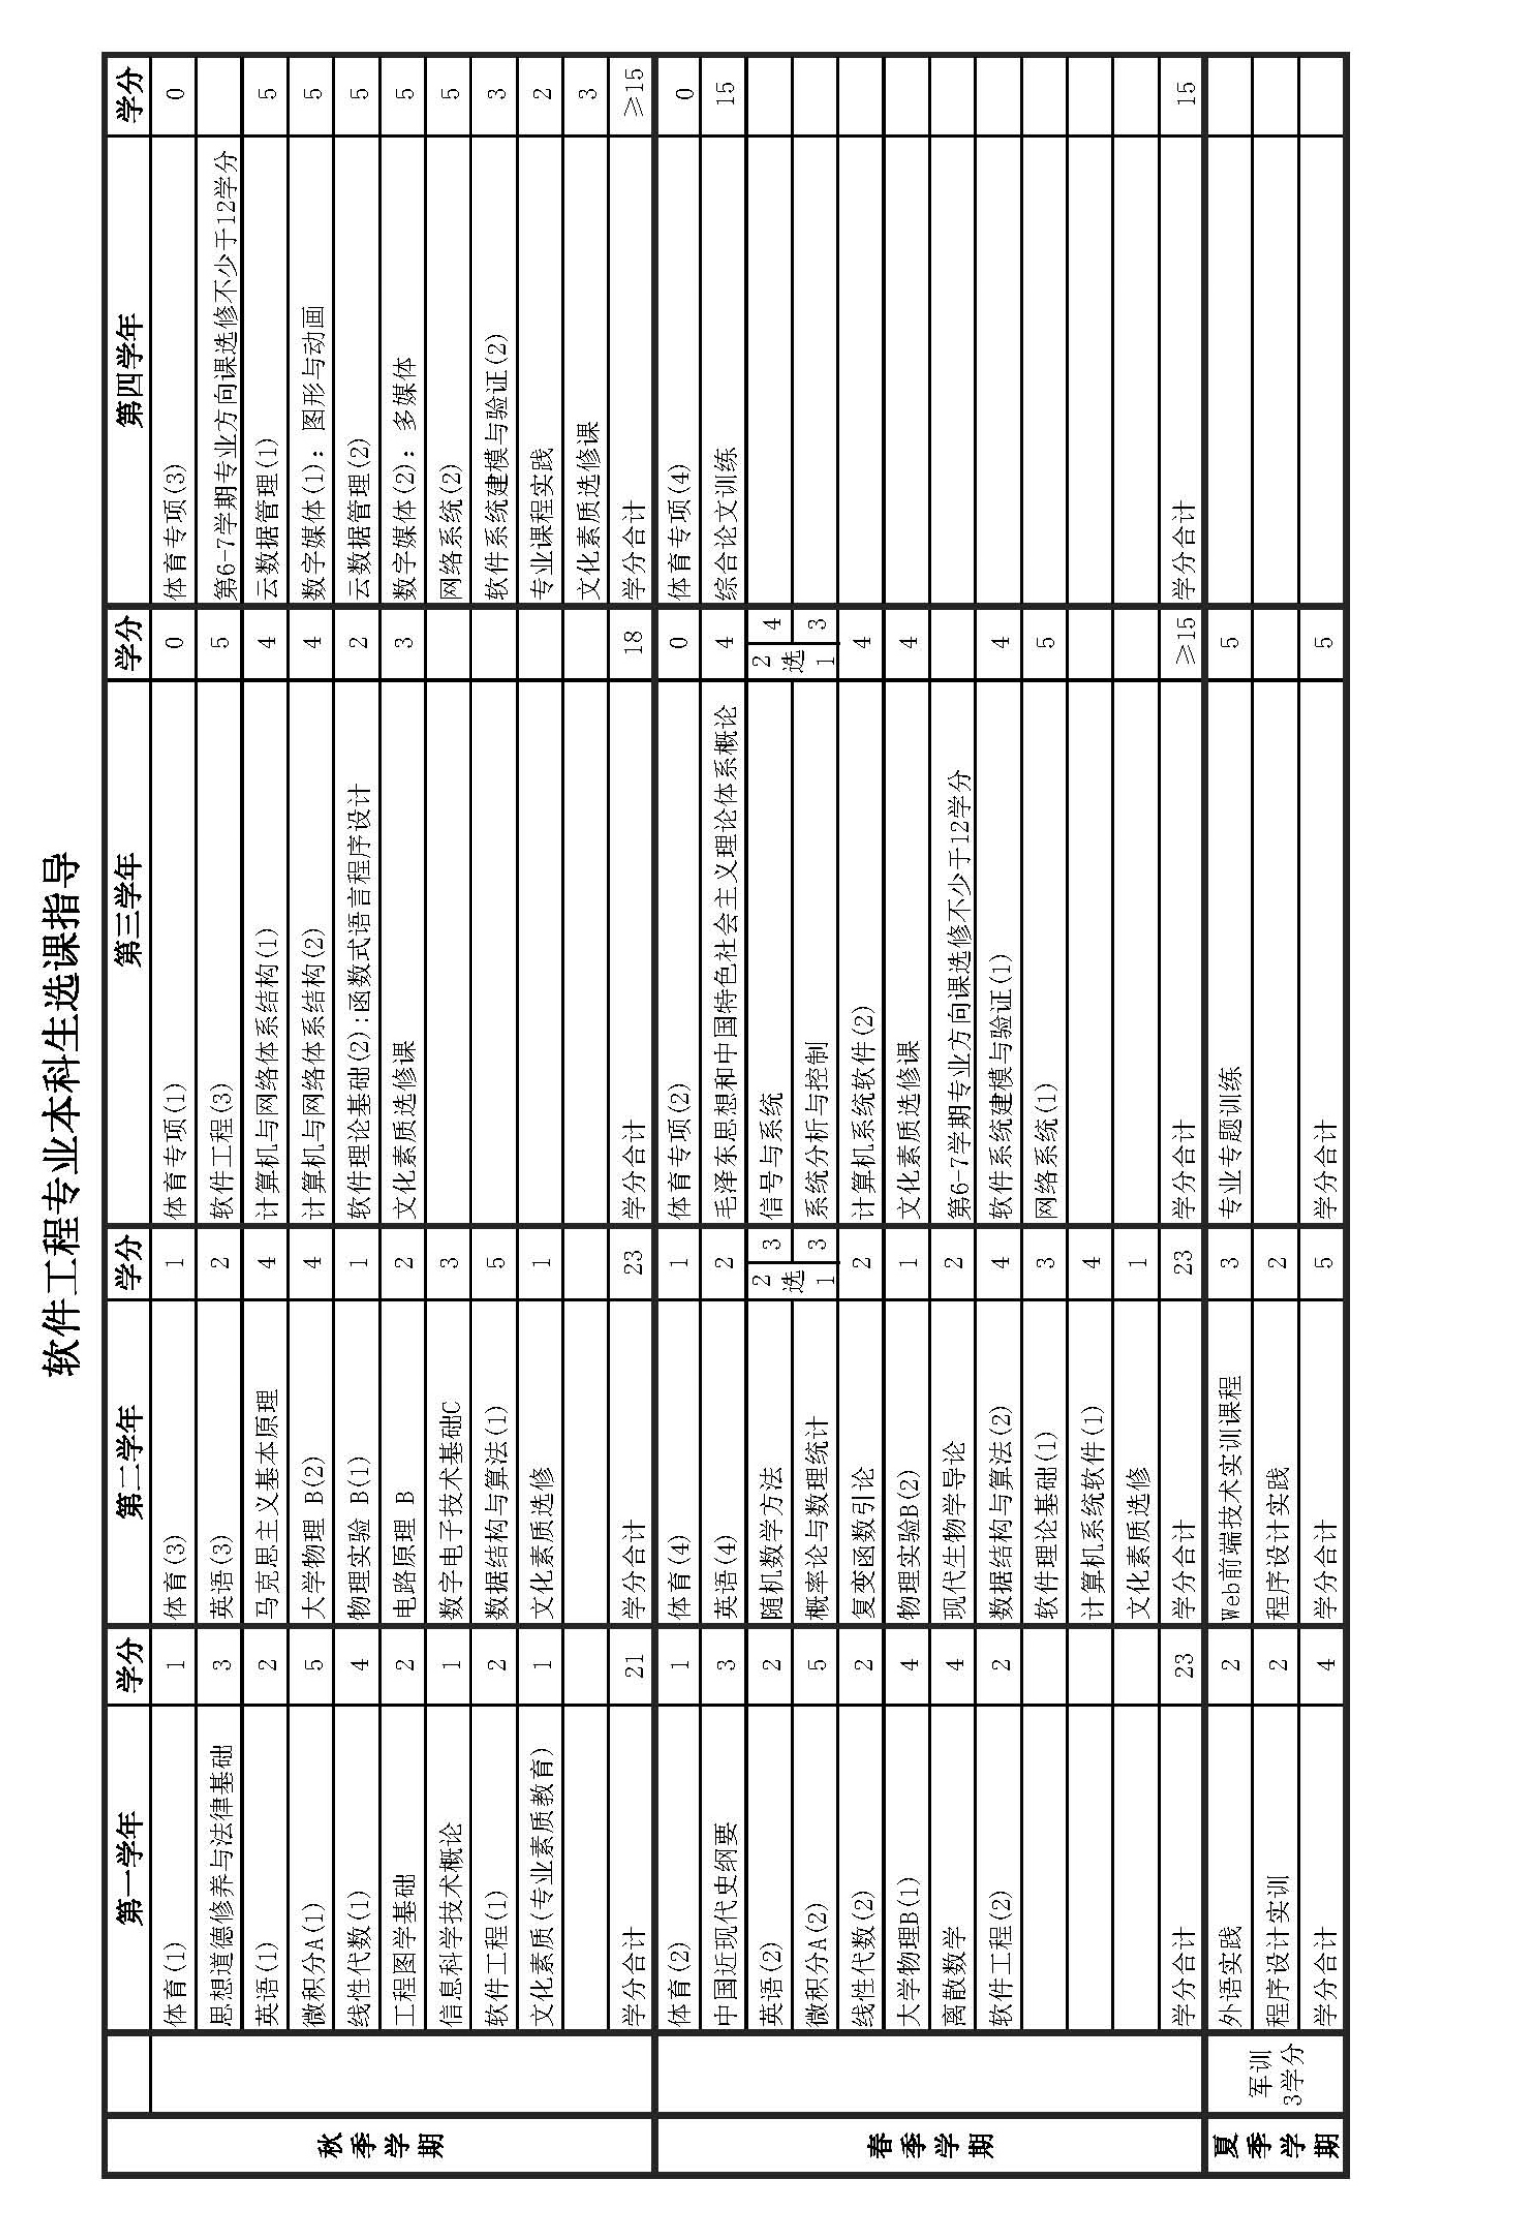 软件工程专业本科生选课指导
第一学年 学分 第二学年 学分 第三学年 学分 第四学年 学分
秋季学期
体育(1) 1 体育(3) 1 体育专项(1) 0 体育专项(3) 0
思想道德修养与法律基础 3 英语(3) 2 软件工程(3) 5 第6-7学期专业方向课选修不少于12学分
英语(1) 2 马克思主义基本原理 4 计算机与网络体系结构(1) 4 云数据管理(1) 5
微积分A(1) 5 大学物理 B(2) 4 计算机与网络体系结构(2) 4 数字媒体(1): 图形与动画 5
线性代数(1) 4 物理实验 B(1) 1 软件理论基础(2):函数式语言程序设计 2 云数据管理(2) 5
工程图学基础 2 电路原理 B 2 文化素质选修课 3 数字媒体(2): 多媒体 5
信息科学技术概论 1 数字电子技术基础C 3 网络系统(2) 5
软件工程(1) 2 数据结构与算法(1) 5 软件系统建模与验证(2) 3
文化素质(专业素质教育) 1 文化素质选修 1 专业课程实践 2
文化素质选修课 3
学分合计 21 学分合计 23 学分合计 18 学分合计 ≥15
春季学期
体育(2) 1 体育(4) 1 体育专项(2) 0 体育专项(4) 0
中国近现代史纲要 3 英语(4) 2 毛泽东思想和中国特色社会主义理论体系概论 4 综合论文训练 15
英语(2) 2 随机数学方法 2选1 3 信号与系统 2选1 4
微积分A(2) 5 概率论与数理统计 3 系统分析与控制 3
线性代数(2) 2 复变函数引论 2 计算机系统软件(2) 4
大学物理B(1) 4 物理实验B(2) 1 文化素质选修课 4
离散数学 4 现代生物学导论 2 第6-7学期专业方向课选修不少于12学分
软件工程(2) 2 数据结构与算法(2) 4 软件系统建模与验证(1) 4
软件理论基础(1) 3 网络系统(1) 5
计算机系统软件(1) 4
文化素质选修 1
学分合计 23 学分合计 23 学分合计 ≥15 学分合计 15
夏季学期
军训
3学分
外语实践 2 Web前端技术实训课程 3 专业专题训练 5
程序设计实训 2 程序设计实践 2
学分合计 4 学分合计 5 学分合计 5